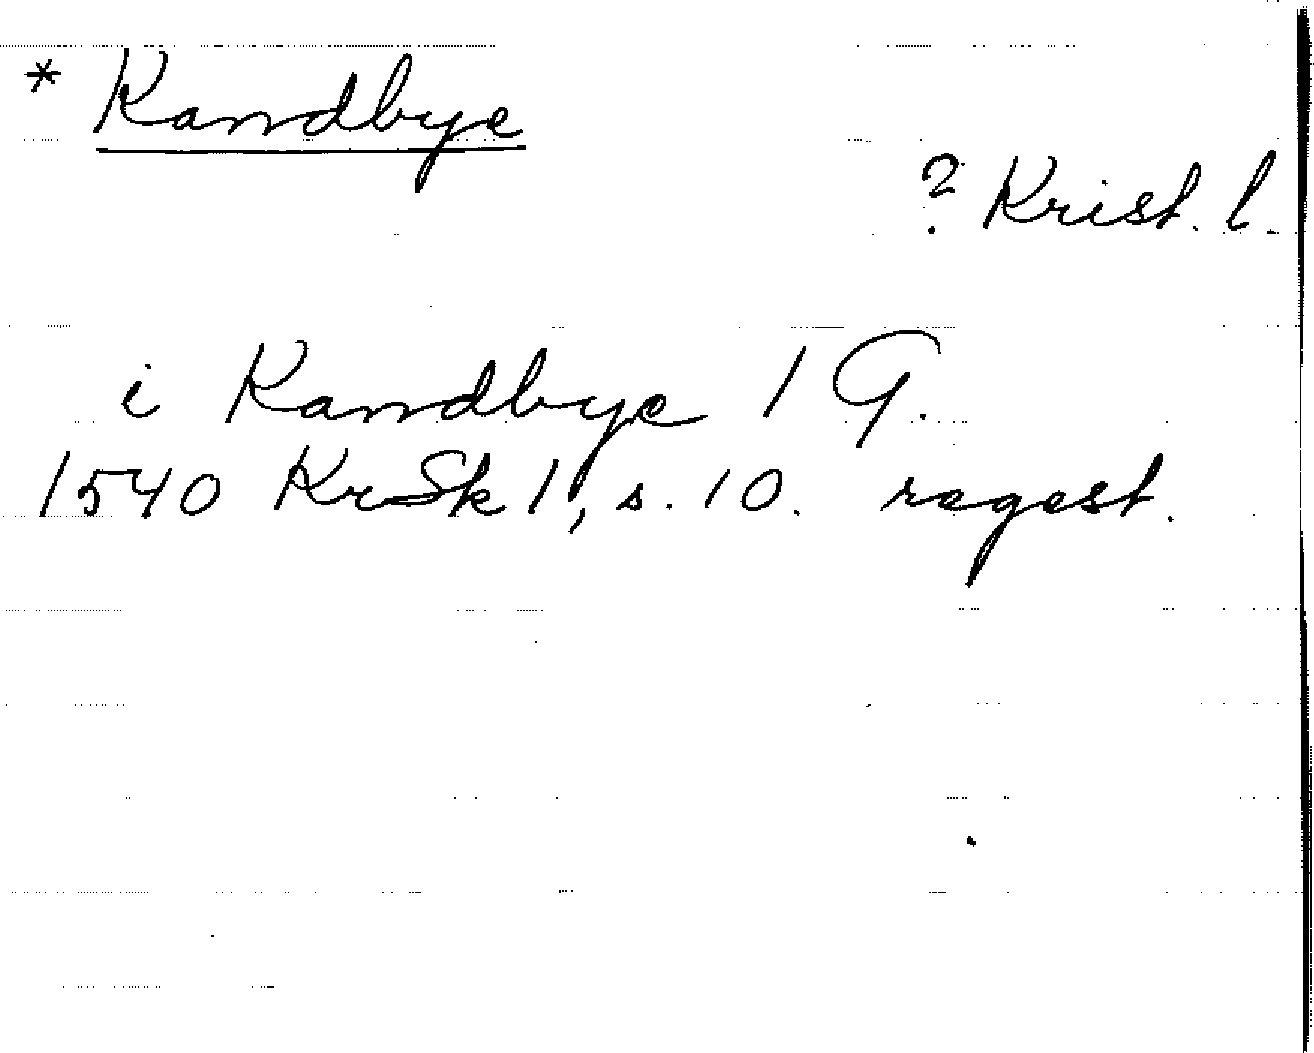 * Kandbye
? Krist. l.
i Kandbye 1 G.
1540 KrSk 1, s. 10. regest.